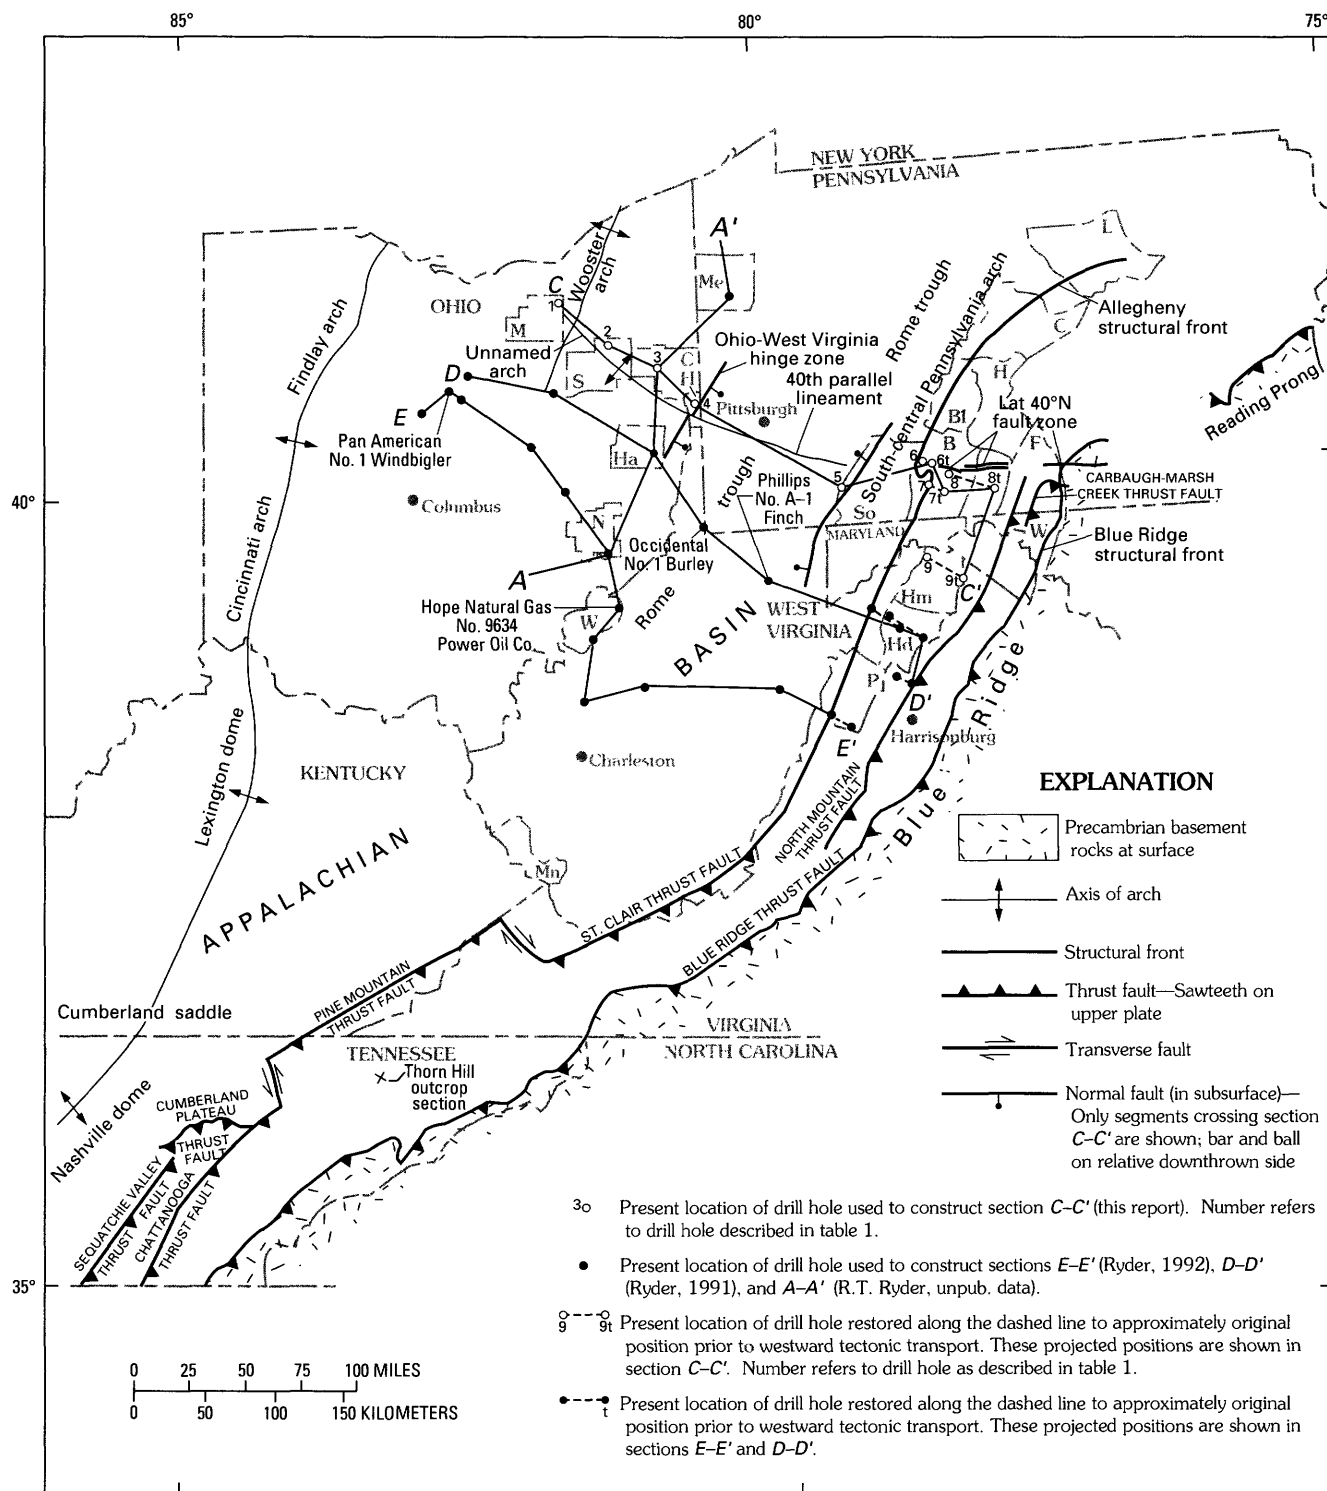 85°
80°
75°
NEW YORK
PENNSYLVANIA
A'
L
Wooster
arch
C
OHIO
Me
M
1
2
3
Unnamed
arch
S
T
C
H
4
Ohio-West Virginia
hinge zone
40th parallel
lineament
Pittsburgh
Rome trough
South-central Pennsylvania arch
Allegheny
structural front
C
H
Lat 40°N
fault zone
Bl
B
F
Reading Prong
Findlay arch
D
E
Pan American
No. 1 Windbigler
Columbus
Ha
trough
Phillips
No. A-1
Finch
5
So
6
6t
7
7t
8
8t
CARBAUGH-MARSH
CREEK THRUST FAULT
40°
MARYLAND
W
Blue Ridge
structural front
N
Occidental
No. 1 Burley
A
Cincinnati arch
Hope Natural Gas
No. 9634
Power Oil Co.
W
Rome
BASIN
WEST
VIRGINIA
9
9t
C'
Hm
Hd
P
D'
Harrisonburg
E'
Blue Ridge
Charleston
KENTUCKY
Lexington dome
APPALACHIAN
Mn
NORTH MOUNTAIN
THRUST FAULT
ST. CLAIR THRUST FAULT
BLUE RIDGE THRUST FAULT
PINE MOUNTAIN
THRUST FAULT
Cumberland saddle
VIRGINIA
NORTH CAROLINA
TENNESSEE
Thorn Hill
outcrop
section
Nashville dome
CUMBERLAND
PLATEAU
THRUST
FAULT
SEQUATCHIE VALLEY
THRUST FAULT
CHATTANOOGA
THRUST FAULT
35°
EXPLANATION
Precambrian basement
rocks at surface
Axis of arch
Structural front
Thrust fault—Sawteeth on
upper plate
Transverse fault
Normal fault (in subsurface)—
Only segments crossing section
C–C' are shown; bar and ball
on relative downthrown side
3 Present location of drill hole used to construct section C–C' (this report). Number refers
to drill hole described in table 1.
Present location of drill hole used to construct sections E–E' (Ryder, 1992), D–D'
(Ryder, 1991), and A–A' (R.T. Ryder, unpub. data).
9 9t Present location of drill hole restored along the dashed line to approximately original
position prior to westward tectonic transport. These projected positions are shown in
section C–C'. Number refers to drill hole as described in table 1.
t Present location of drill hole restored along the dashed line to approximately original
position prior to westward tectonic transport. These projected positions are shown in
sections E–E' and D–D'.
0 25 50 75 100 MILES
0 50 100 150 KILOMETERS